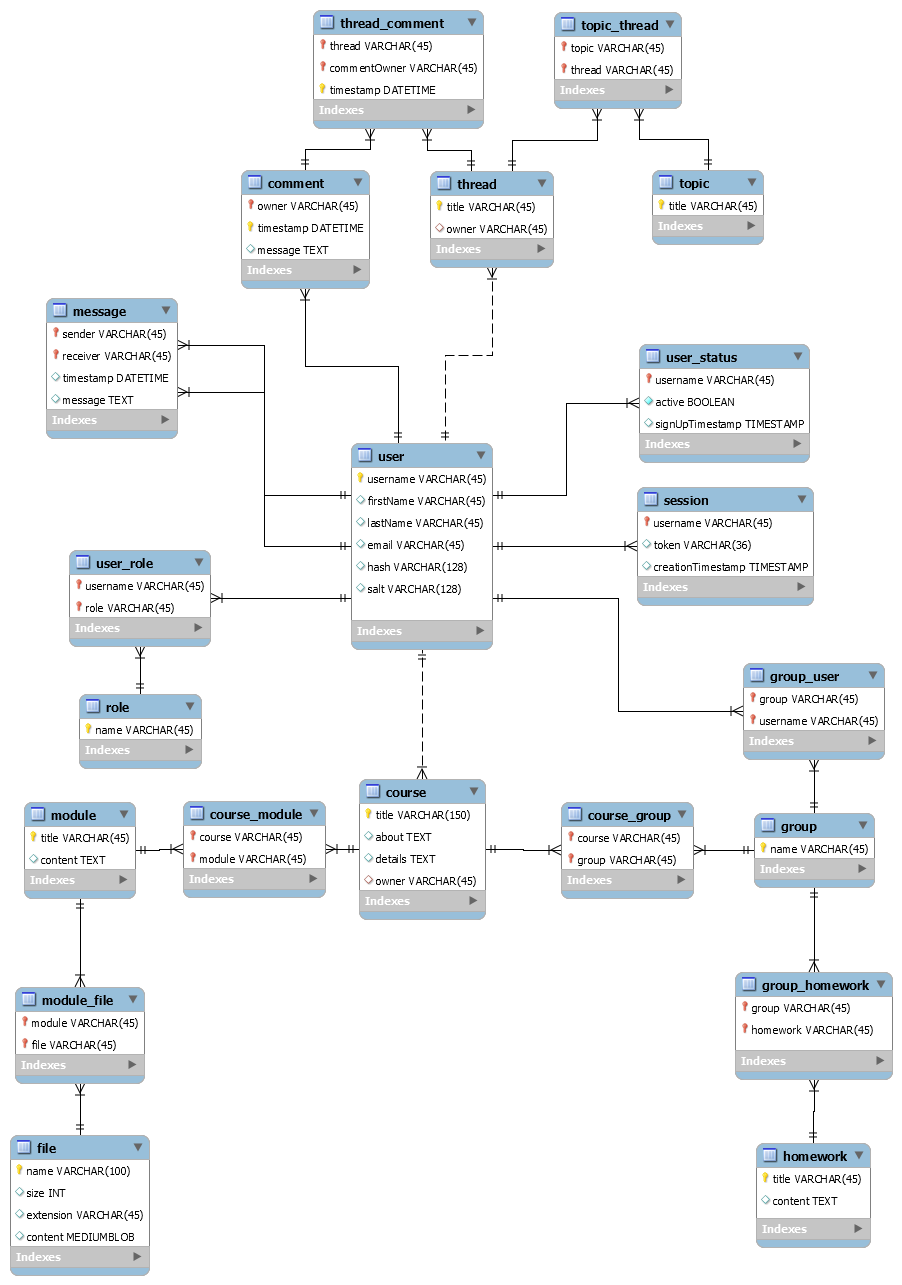 thread_comment
thread VARCHAR(45)
commentOwner VARCHAR(45)
timestamp DATETIME
Indexes
topic_thread
topic VARCHAR(45)
thread VARCHAR(45)
Indexes
comment
owner VARCHAR(45)
timestamp DATETIME
message TEXT
Indexes
thread
title VARCHAR(45)
owner VARCHAR(45)
Indexes
topic
title VARCHAR(45)
Indexes
message
sender VARCHAR(45)
receiver VARCHAR(45)
timestamp DATETIME
message TEXT
Indexes
user_status
username VARCHAR(45)
active BOOLEAN
signUpTimestamp TIMESTAMP
Indexes
user
username VARCHAR(45)
firstName VARCHAR(45)
lastName VARCHAR(45)
email VARCHAR(45)
hash VARCHAR(128)
salt VARCHAR(128)
Indexes
session
username VARCHAR(45)
token VARCHAR(36)
creationTimestamp TIMESTAMP
Indexes
user_role
username VARCHAR(45)
role VARCHAR(45)
Indexes
role
name VARCHAR(45)
Indexes
group_user
group VARCHAR(45)
username VARCHAR(45)
Indexes
module
title VARCHAR(45)
content TEXT
Indexes
course_module
course VARCHAR(45)
module VARCHAR(45)
Indexes
course
title VARCHAR(150)
about TEXT
details TEXT
owner VARCHAR(45)
Indexes
course_group
course VARCHAR(45)
group VARCHAR(45)
Indexes
group
name VARCHAR(45)
Indexes
module_file
module VARCHAR(45)
file VARCHAR(45)
Indexes
group_homework
group VARCHAR(45)
homework VARCHAR(45)
Indexes
file
name VARCHAR(100)
size INT
extension VARCHAR(45)
content MEDIUMBLOB
Indexes
homework
title VARCHAR(45)
content TEXT
Indexes